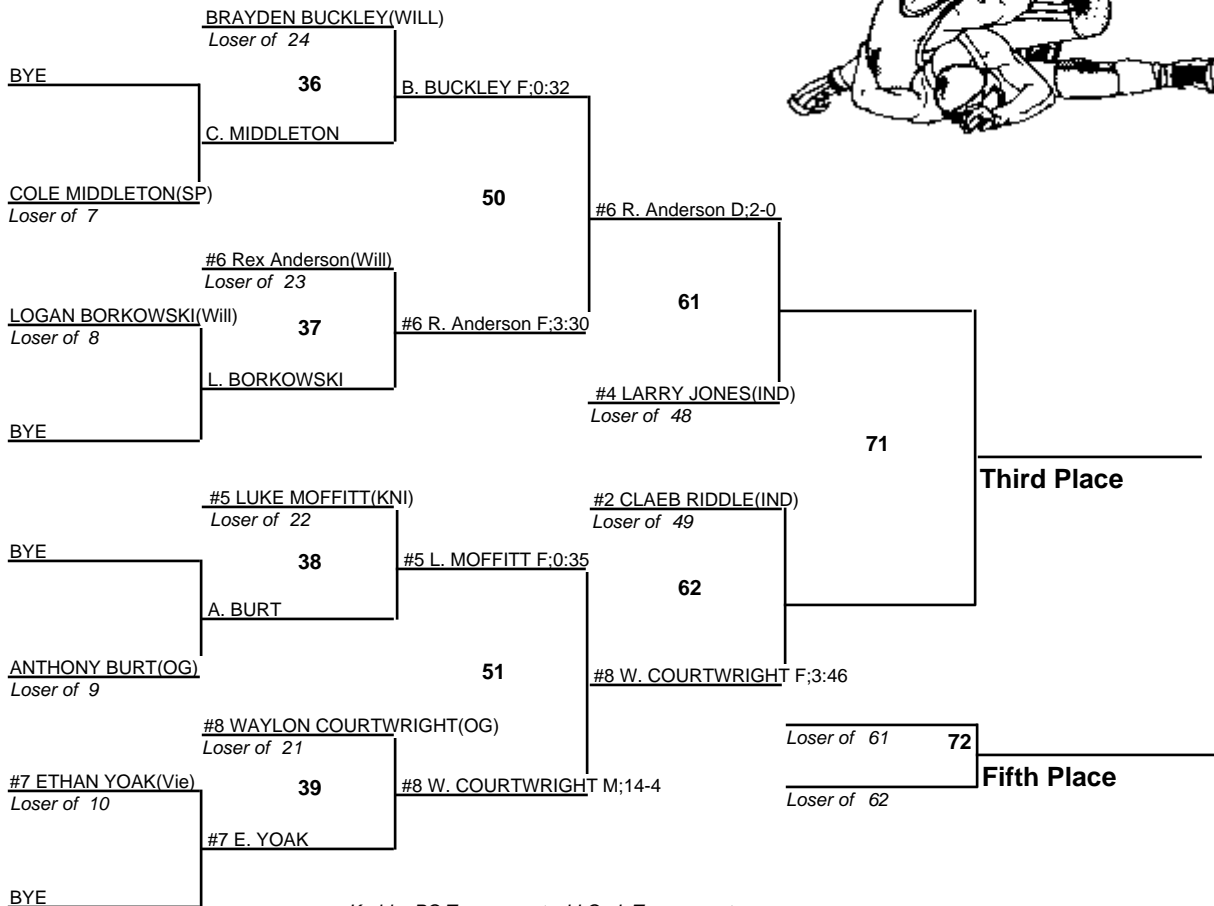 BRAYDEN BUCKLEY(WILL)
Loser of 24
BYE
36
B. BUCKLEY F;0:32
C. MIDDLETON
COLE MIDDLETON(SP)
Loser of 7
50
#6 R. Anderson D;2-0
#6 Rex Anderson(Will)
Loser of 23
LOGAN BORKOWSKI(Will)
Loser of 8
37
#6 R. Anderson F;3:30
61
L. BORKOWSKI
#4 LARRY JONES(IND)
Loser of 48
BYE
71
Third Place
#5 LUKE MOFFITT(KNI)
Loser of 22
#2 CLAEB RIDDLE(IND)
Loser of 49
BYE
38
#5 L. MOFFITT F;0:35
62
A. BURT
ANTHONY BURT(OG)
Loser of 9
51
#8 W. COURTWRIGHT F;3:46
#8 WAYLON COURTWRIGHT(OG)
Loser of 21
Loser of 61
72
#7 ETHAN YOAK(Vie)
Loser of 10
39
#8 W. COURTWRIGHT M;14-4
Fifth Place
Loser of 62
#7 E. YOAK
BYE